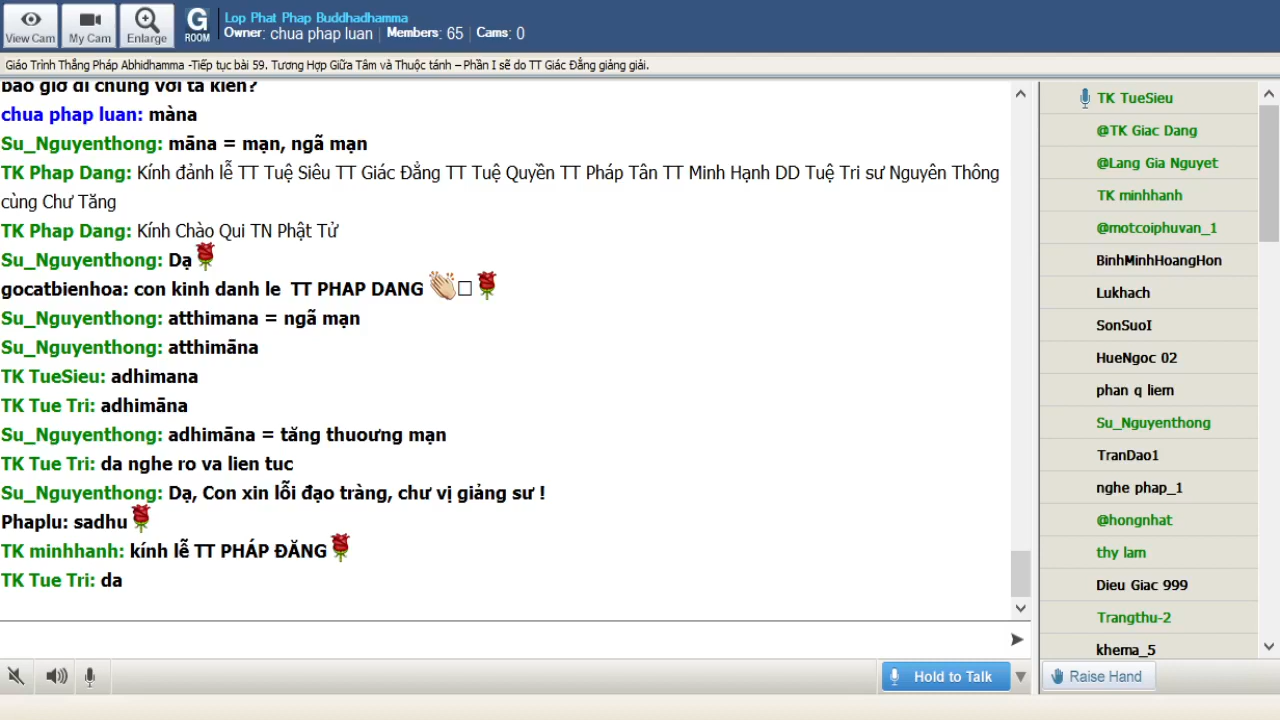 View Cam
My Cam
Enlarge
G
ROOM
Lop Phat Phap Buddhadhamma
Owner: chua phap luan | Members: 65 | Cams: 0
Giáo Trình Thắng Pháp Abhidhamma -Tiếp tục bài 59. Tương Hợp Giữa Tâm và Thuộc tánh – Phần I sẽ do TT Giác Đẳng giảng giải.
bao giờ đi chung với tà kiến?
chua phap luan: màna
Su_Nguyenthong: māna = mạn, ngã mạn
TK Phap Dang: Kính đảnh lễ TT Tuệ Siêu TT Giác Đẳng TT Tuệ Quyền TT Pháp Tân TT Minh Hạnh DD Tuệ Tri sư Nguyên Thông
cùng Chư Tăng
TK Phap Dang: Kính Chào Qui TN Phật Tử
Su_Nguyenthong: Dạ
gocatbienhoa: con kinh danh le TT PHAP DANG
Su_Nguyenthong: atthimana = ngã mạn
Su_Nguyenthong: atthimāna
TK TueSieu: adhimana
TK Tue Tri: adhimāna
Su_Nguyenthong: adhimāna = tăng thuơưng mạn
TK Tue Tri: da nghe ro va lien tuc
Su_Nguyenthong: Dạ, Con xin lỗi đạo tràng, chư vị giảng sư !
Phaplu: sadhu
TK minhhanh: kính lễ TT PHÁP ĐĂNG
TK Tue Tri: da
Hold to Talk
TK TueSieu
@TK Giac Dang
@Lang Gia Nguyet
TK minhhanh
@motcoiphuvan_1
BinhMinhHoangHon
Lukhach
SonSuoI
HueNgoc 02
phan q liem
Su_Nguyenthong
TranDao1
nghe phap_1
@hongnhat
thy lam
Dieu Giac 999
Trangthu-2
khema_5
Raise Hand